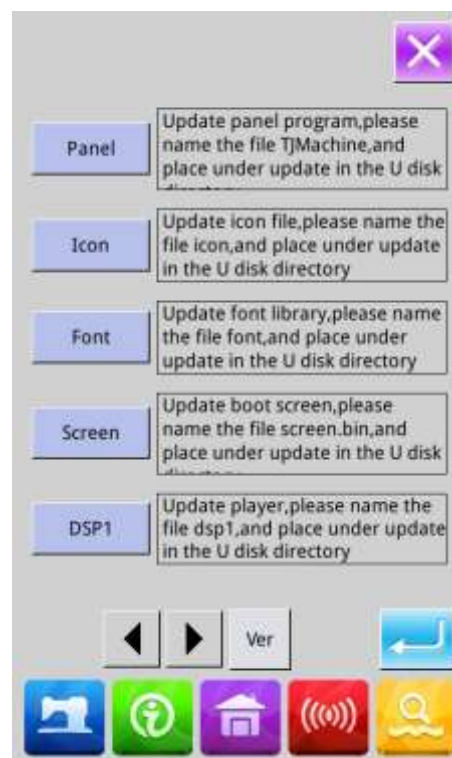 Panel
Update panel program,please
name the file TJMachine,and
place under update in the U disk
Icon
Update icon file,please name the
file icon,and place under update
in the U disk directory
Font
Update font library,please name
the file font,and place under
update in the U disk directory
Screen
Update boot screen,please
name the file screen.bin,and
place under update in the U disk
DSP1
Update player,please name the
file dsp1,and place under update
in the U disk directory
Ver